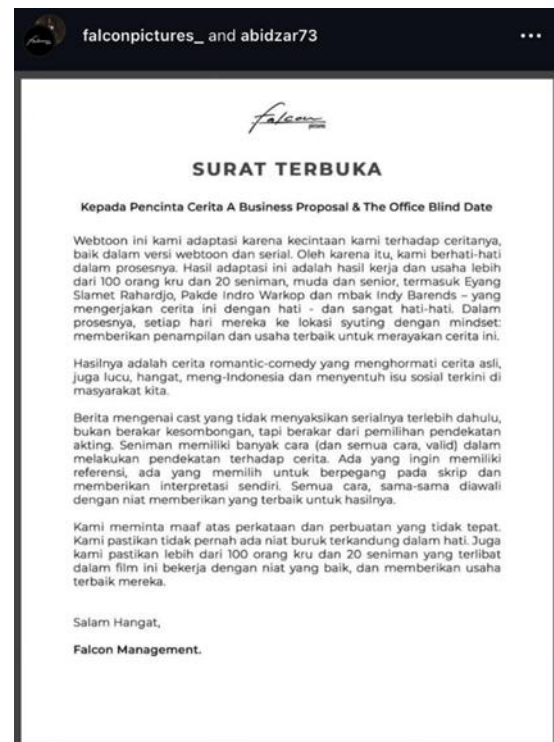 falconpictures_ and abidzar73
Falcon
pictures
SURAT TERBUKA
Kepada Pencinta Cerita A Business Proposal & The Office Blind Date
Webtoon ini kami adaptasi karena kecintaan kami terhadap ceritanya,
baik dalam versi webtoon dan serial. Oleh karena itu, kami berhati-hati
dalam prosesnya. Hasil adaptasi ini adalah hasil kerja dan usaha lebih
dari 100 orang kru dan 20 seniman, muda dan senior, termasuk Eyang
Slamet Rahardjo, Pakde Indro Warkop dan mbak Indy Barends – yang
mengerjakan cerita ini dengan hati - dan sangat hati-hati. Dalam
prosesnya, setiap hari mereka ke lokasi syuting dengan mindset:
memberikan penampilan dan usaha terbaik untuk merayakan cerita ini.
Hasilnya adalah cerita romantic-comedy yang menghormati cerita asli,
juga lucu, hangat, meng-Indonesia dan menyentuh isu sosial terkini di
masyarakat kita.
Berita mengenai cast yang tidak menyaksikan serialnya terlebih dahulu,
bukan berakar kesombongan, tapi berakar dari pemilihan pendekatan
akting. Seniman memiliki banyak cara (dan semua cara, valid) dalam
melakukan pendekatan terhadap cerita. Ada yang ingin memiliki
referensi, ada yang memilih untuk berpegang pada skrip dan
memberikan interpretasi sendiri. Semua cara, sama-sama diawali
dengan niat memberikan yang terbaik untuk hasilnya.
Kami meminta maaf atas perkataan dan perbuatan yang tidak tepat.
Kami pastikan tidak pernah ada niat buruk terkandung dalam hati. Juga
kami pastikan lebih dari 100 orang kru dan 20 seniman yang terlibat
dalam film ini bekerja dengan niat yang baik, dan memberikan usaha
terbaik mereka.
Salam Hangat,
Falcon Management.